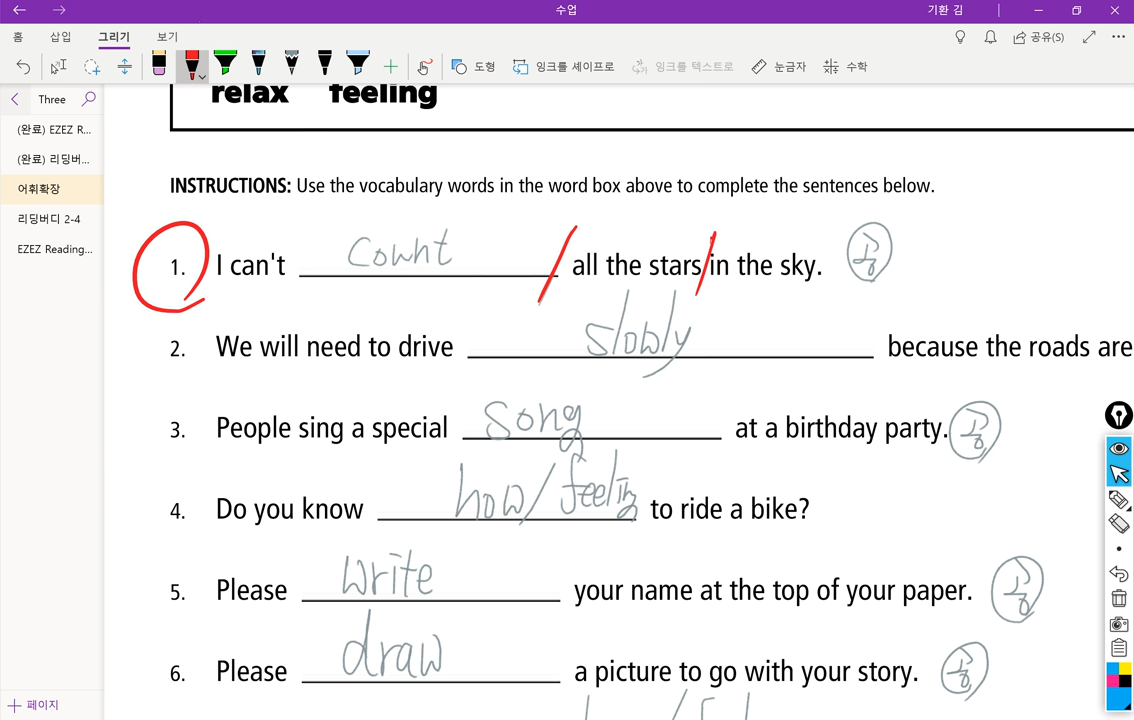 수업
기환 김
홈 삽입 그리기 보기
공유(S)
도형 잉크를 셰이프로 잉크를 텍스트로 눈금자 수학
Three
(완료) EZEZ R...
(완료) 리딩버...
어휘확장
리딩버디 2-4
EZEZ Reading...
페이지
relax feeling
INSTRUCTIONS: Use the vocabulary words in the word box above to complete the sentences below.
1. I can't count all the stars in the sky.
2. We will need to drive slowly because the roads are
3. People sing a special song at a birthday party.
4. Do you know how/feeling to ride a bike?
5. Please write your name at the top of your paper.
6. Please draw a picture to go with your story.